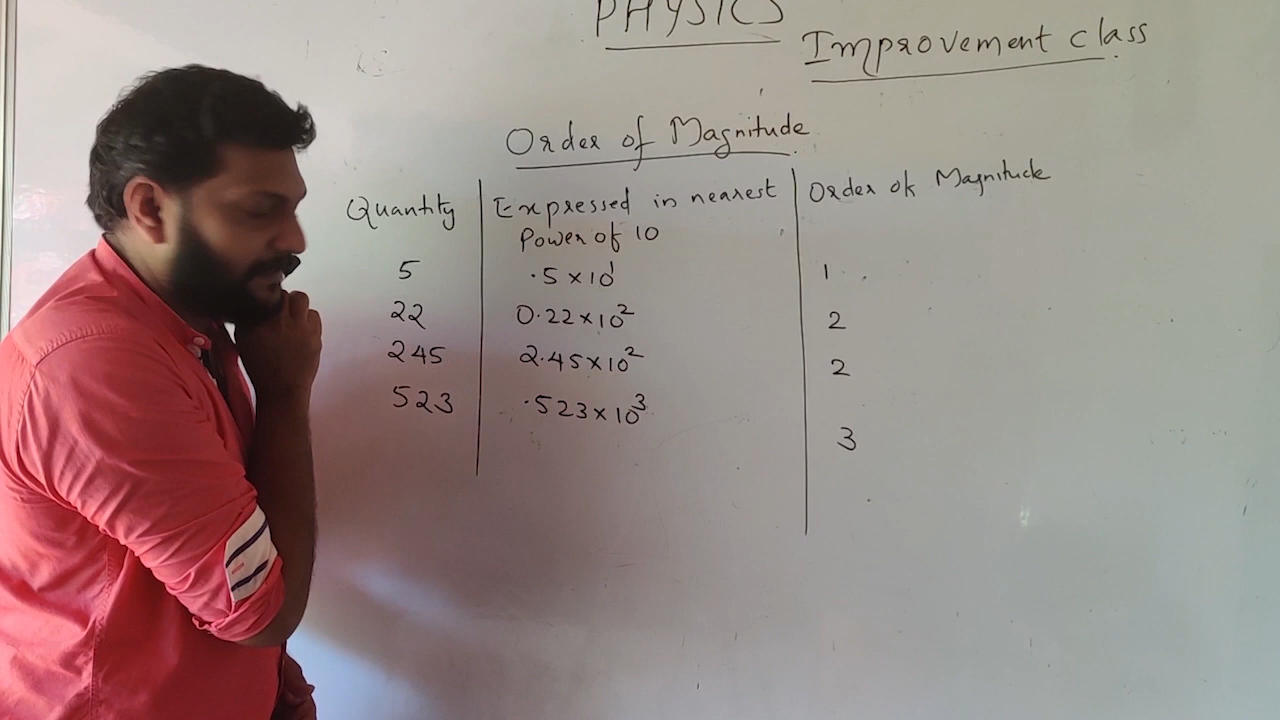 PHYSICS
Improvement class
Order of Magnitude
Quantity Expressed in nearest Order of Magnitude
Power of 10
5 .5 × 10¹ 1
22 0.22 × 10² 2
245 2.45 × 10² 2
523 .523 × 10³ 3